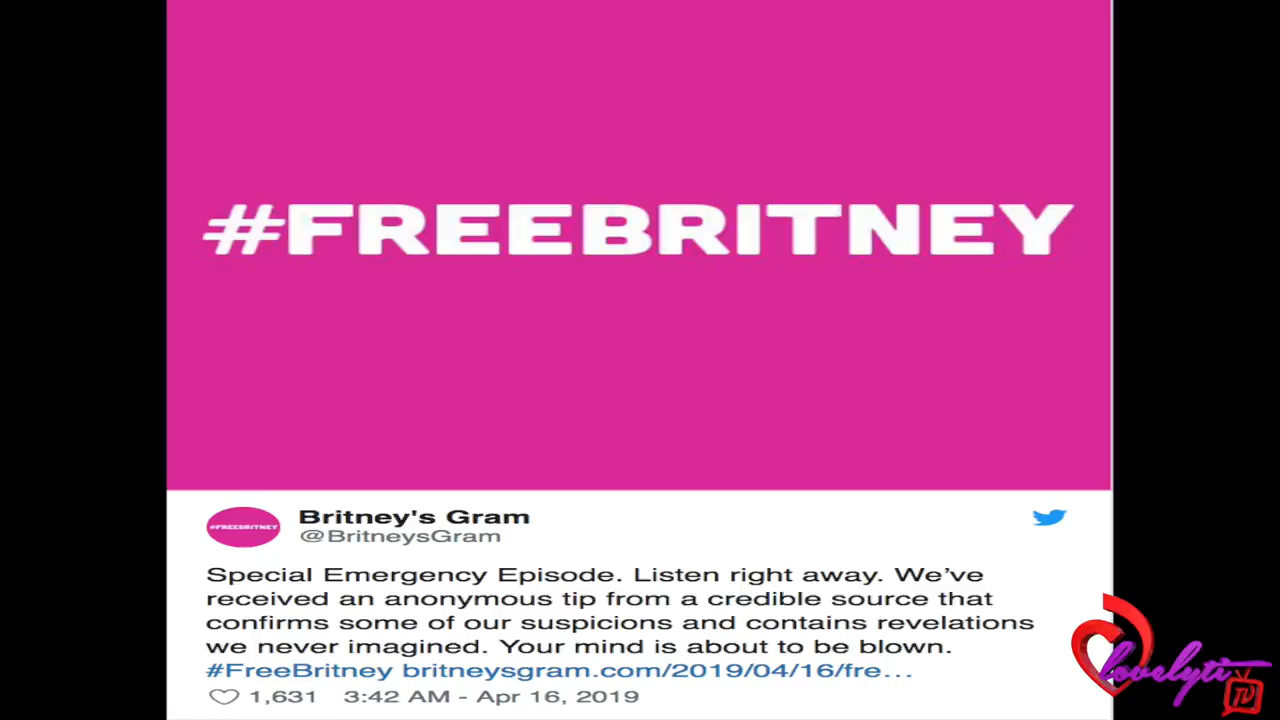 #FREEBRITNEY
#FREEBRITNEY
Britney's Gram
@BritneysGram
Special Emergency Episode. Listen right away. We’ve
received an anonymous tip from a credible source that
confirms some of our suspicions and contains revelations
we never imagined. Your mind is about to be blown.
#FreeBritney britneysgram.com/2019/04/16/fre…
1,631 3:42 AM - Apr 16, 2019
lovelyti
TV